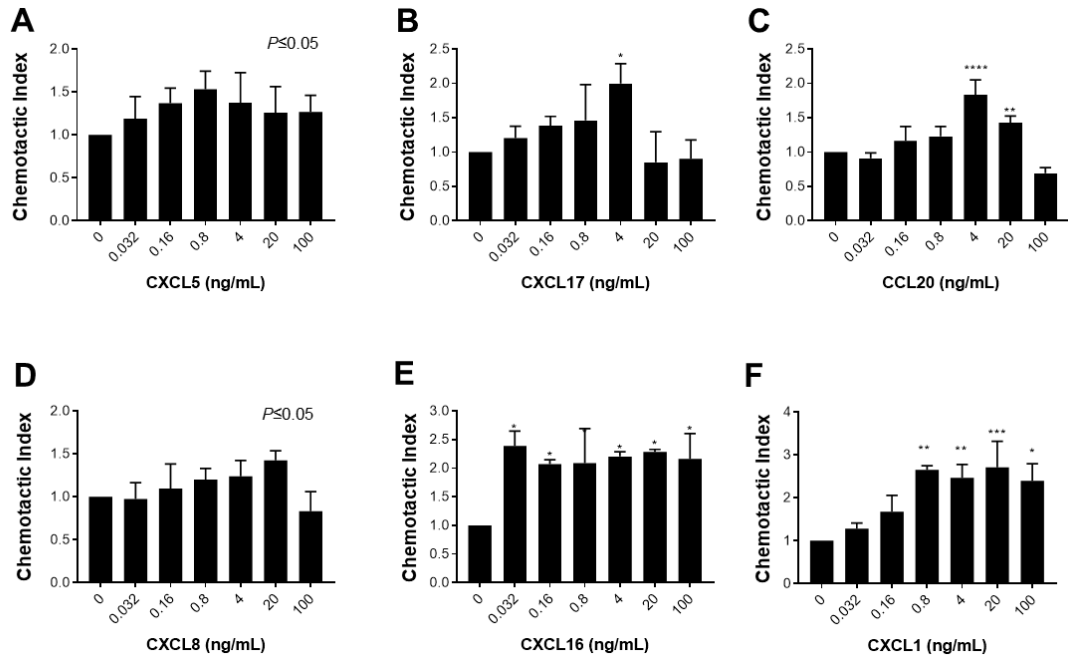 A
Chemotactic Index
P≤0.05
2.0
1.5
1.0
0.5
0.0
0 0.032 0.16 0.8 4 20 100
CXCL5 (ng/mL)
B
Chemotactic Index
*
2.5
2.0
1.5
1.0
0.5
0.0
0 0.032 0.16 0.8 4 20 100
CXCL17 (ng/mL)
C
Chemotactic Index
****
**
2.5
2.0
1.5
1.0
0.5
0.0
0 0.032 0.16 0.8 4 20 100
CCL20 (ng/mL)
D
Chemotactic Index
P≤0.05
2.0
1.5
1.0
0.5
0.0
0 0.032 0.16 0.8 4 20 100
CXCL8 (ng/mL)
E
Chemotactic Index
* * * * * *
3.0
2.5
2.0
1.5
1.0
0.5
0.0
0 0.032 0.16 0.8 4 20 100
CXCL16 (ng/mL)
F
Chemotactic Index
** ** *** *
4
3
2
1
0
0 0.032 0.16 0.8 4 20 100
CXCL1 (ng/mL)